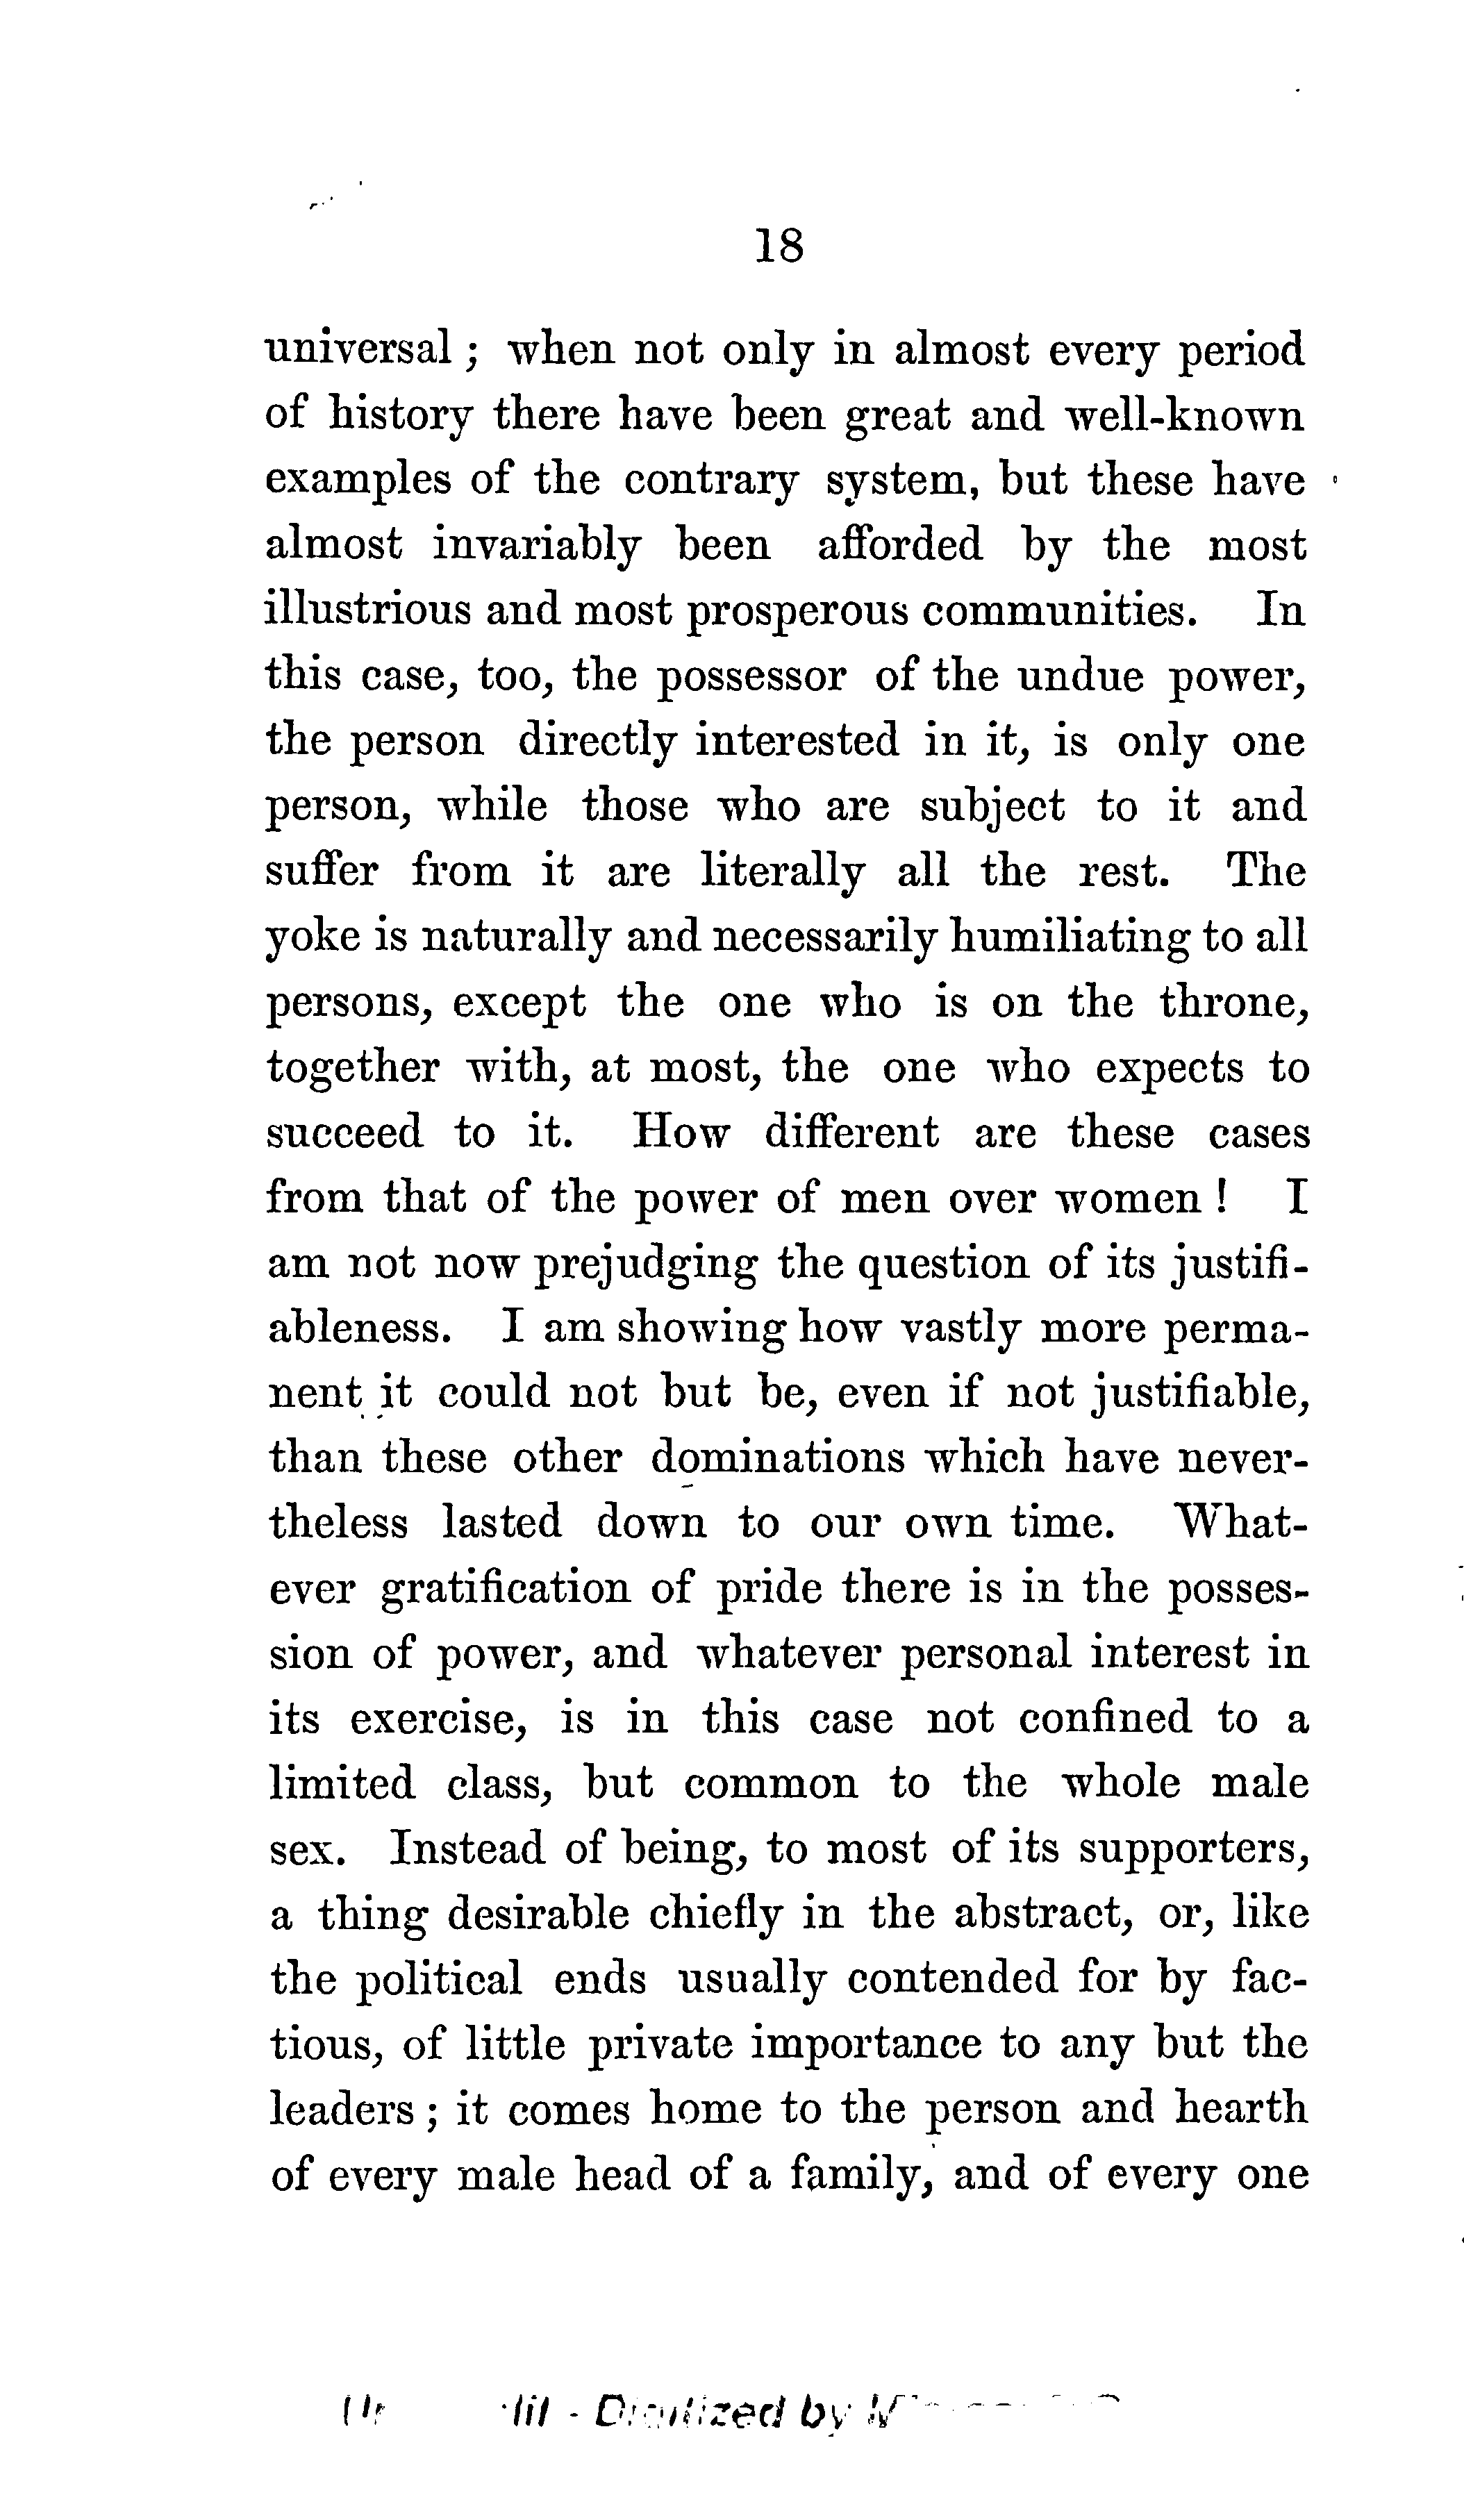 18
universal ; when not only in almost every period
of history there have been great and well-known
examples of the contrary system, but these have
almost invariably been afforded by the most
illustrious and most prosperous communities. In
this case, too, the possessor of the undue power,
the person directly interested in it, is only one
person, while those who are subject to it and
suffer from it are literally all the rest. The
yoke is naturally and necessarily humiliating to all
persons, except the one who is on the throne,
together with, at most, the one who expects to
succeed to it. How different are these cases
from that of the power of men over women ! I
am not now prejudging the question of its justifi-
ableness. I am showing how vastly more perma-
nent it could not but be, even if not justifiable,
than these other dominations which have never-
theless lasted down to our own time. What-
ever gratification of pride there is in the posses-
sion of power, and whatever personal interest in
its exercise, is in this case not confined to a
limited class, but common to the whole male
sex. Instead of being, to most of its supporters,
a thing desirable chiefly in the abstract, or, like
the political ends usually contended for by fac-
tious, of little private importance to any but the
leaders ; it comes home to the person and hearth
of every male head of a family, and of every one
- Digitized by